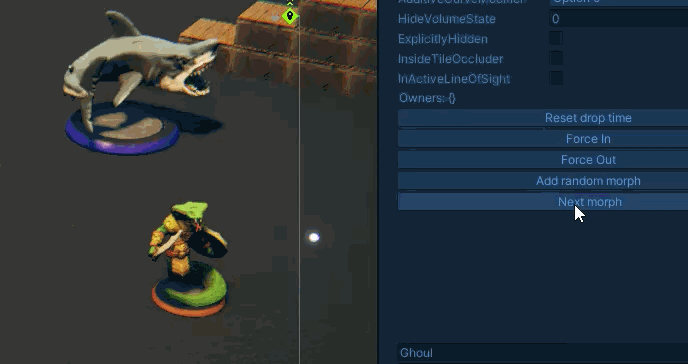 HideVolumeState 0
ExplicitlyHidden
InsideTileOccluder
InActiveLineOfSight
Owners: {}
Reset drop time
Force In
Force Out
Add random morph
Next morph
Ghoul